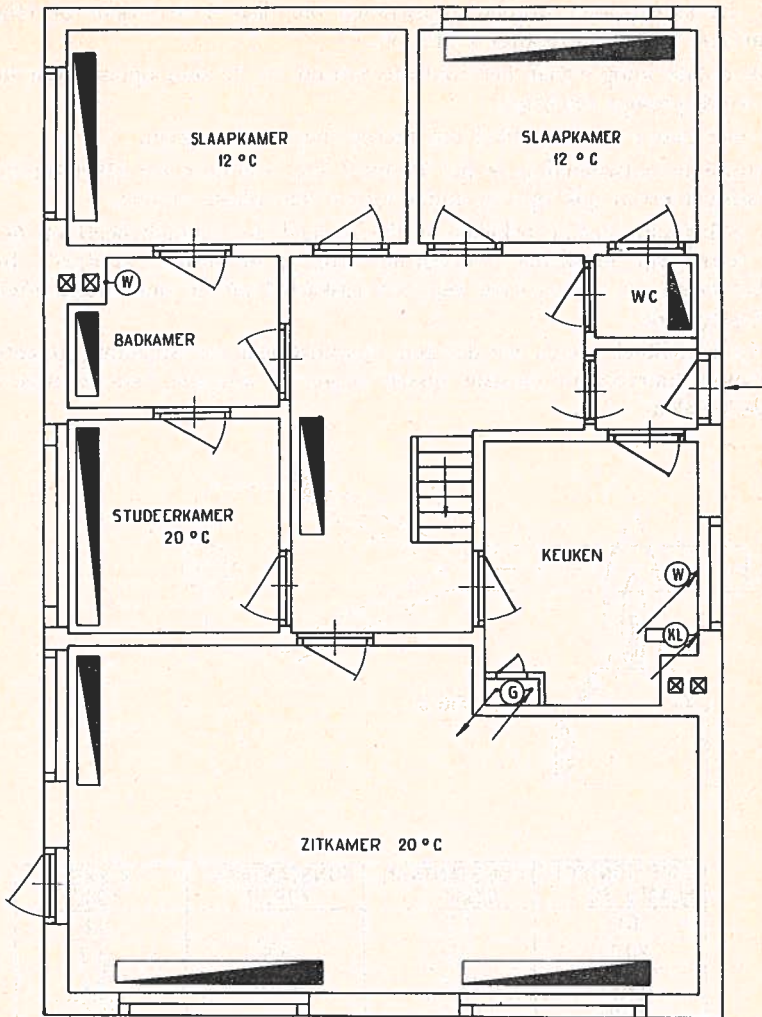 SLAAPKAMER
12 °C
SLAAPKAMER
12 °C
W
WC
BADKAMER
STUDEERKAMER
20 °C
KEUKEN
W
KL
G
ZITKAMER 20 °C